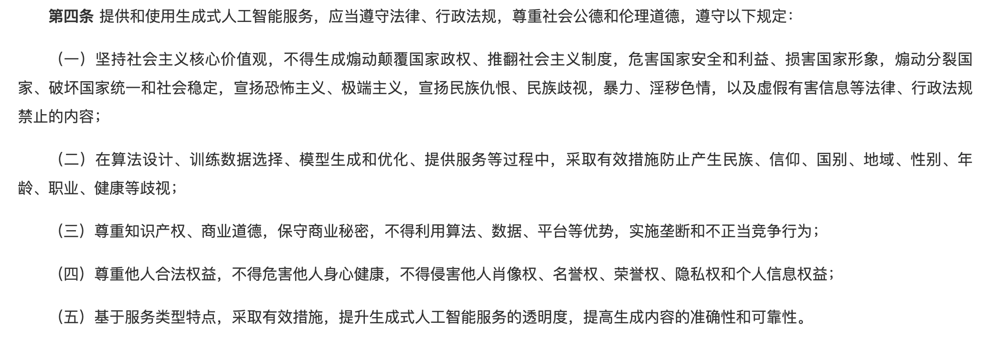 第四条 提供和使用生成式人工智能服务，应当遵守法律、行政法规，尊重社会公德和伦理道德，遵守以下规定：
（一）坚持社会主义核心价值观，不得生成煽动颠覆国家政权、推翻社会主义制度，危害国家安全和利益、损害国家形象，煽动分裂国
家、破坏国家统一和社会稳定，宣扬恐怖主义、极端主义，宣扬民族仇恨、民族歧视，暴力、淫秽色情，以及虚假有害信息等法律、行政法规
禁止的内容；
（二）在算法设计、训练数据选择、模型生成和优化、提供服务等过程中，采取有效措施防止产生民族、信仰、国别、地域、性别、年
龄、职业、健康等歧视；
（三）尊重知识产权、商业道德，保守商业秘密，不得利用算法、数据、平台等优势，实施垄断和不正当竞争行为；
（四）尊重他人合法权益，不得危害他人身心健康，不得侵害他人肖像权、名誉权、荣誉权、隐私权和个人信息权益；
（五）基于服务类型特点，采取有效措施，提升生成式人工智能服务的透明度，提高生成内容的准确性和可靠性。